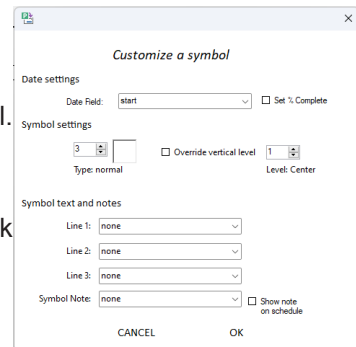 Customize a symbol
Date settings
Date Field: start Set % Complete
l.
Symbol settings
3 Override vertical level 1
Type: normal Level: Center
Symbol text and notes
k
Line 1: none
Line 2: none
Line 3: none
Symbol Note: none Show note
on schedule
CANCEL OK